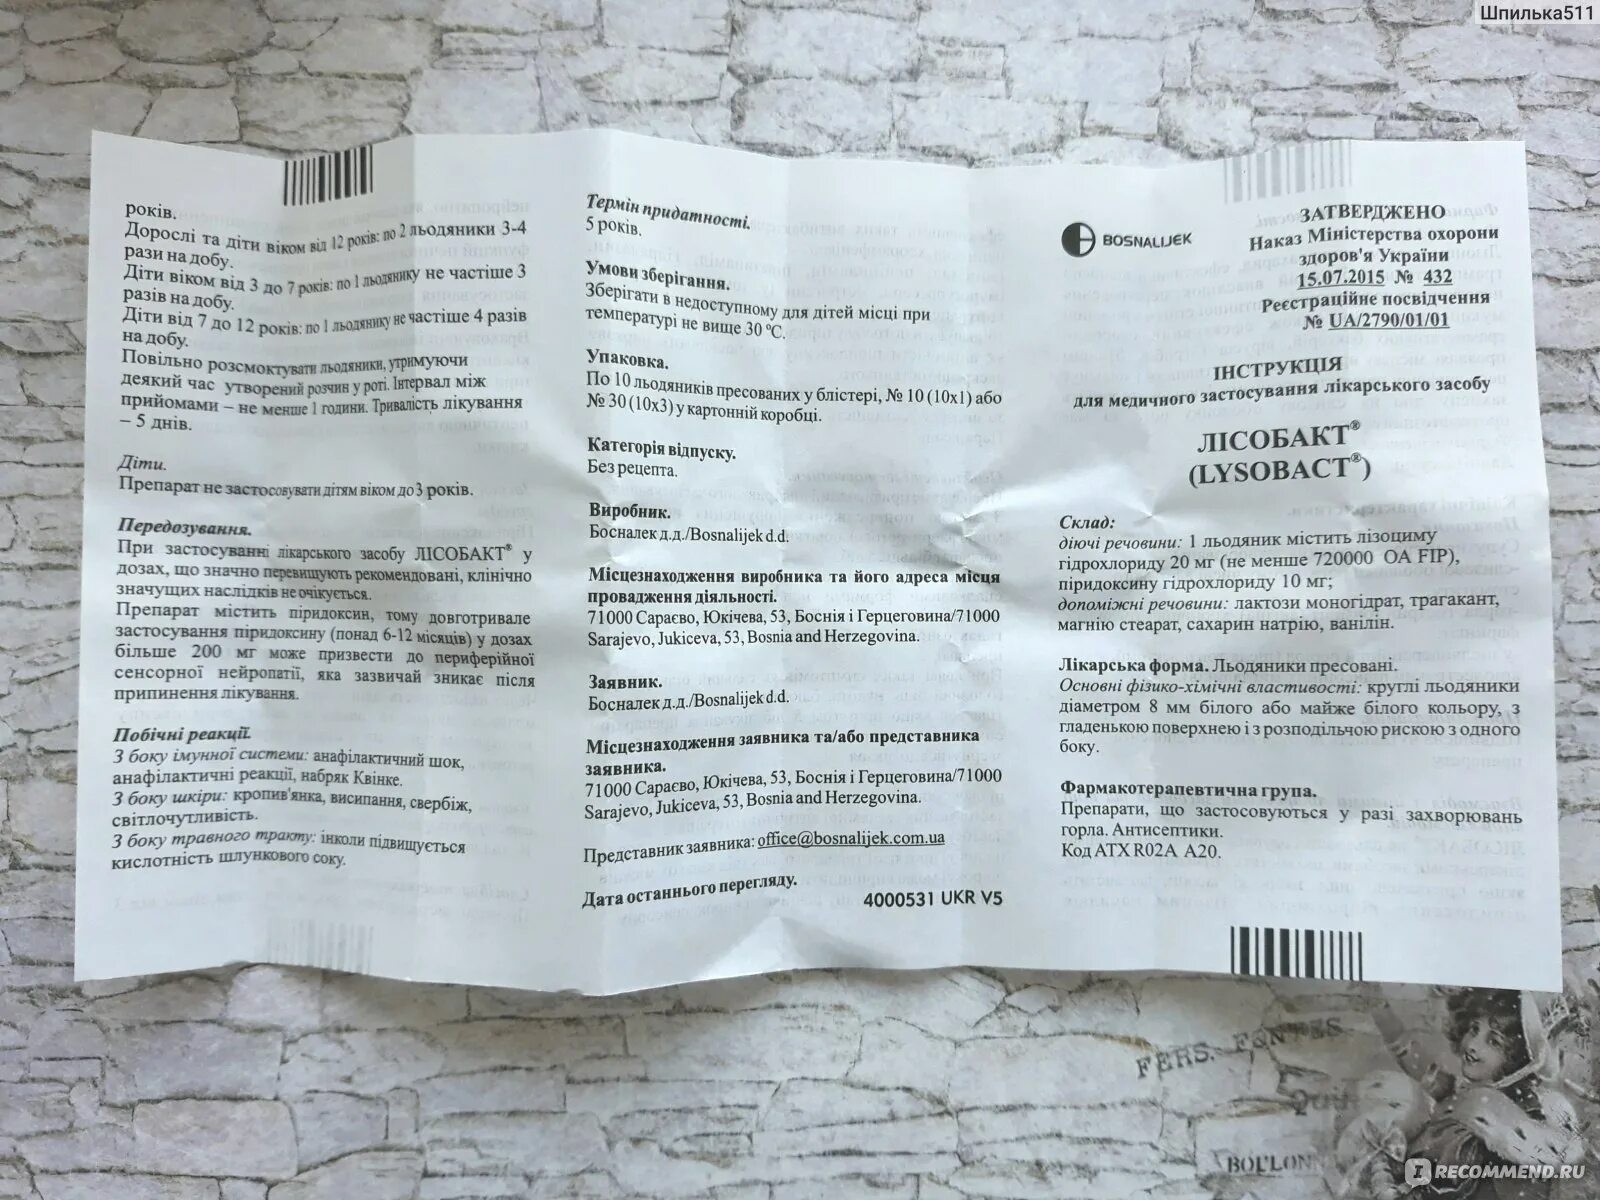 Шпилька511
років.
Дорослі та діти віком від 12 років: по 2 льодяники 3-4
рази на добу.
Діти віком від 3 до 7 років: по 1 льодянику не частіше 3
разів на добу.
Діти від 7 до 12 років: по 1 льодянику не частіше 4 разів
на добу.
Повільно розсмоктувати льодяники, утримуючи
деякий час утворений розчин у роті. Інтервал між
прийомами – не менше 1 години. Тривалість лікування
– 5 днів.
Діти.
Препарат не застосовувати дітям віком до 3 років.
Передозування.
При застосуванні лікарського засобу ЛІСОБАКТ® у
дозах, що значно перевищують рекомендовані, клінічно
значущих наслідків не очікується.
Препарат містить піридоксин, тому довготривале
застосування піридоксину (понад 6-12 місяців) у дозах
більше 200 мг може призвести до периферійної
сенсорної нейропатії, яка зазвичай зникає після
припинення лікування.
Побічні реакції.
З боку імунної системи: анафілактичний шок,
анафілактичні реакції, набряк Квінке.
З боку шкіри: кропив'янка, висипання, свербіж,
світлочутливість.
З боку травного тракту: інколи підвищується
кислотність шлункового соку.
Термін придатності.
5 років.
Умови зберігання.
Зберігати в недоступному для дітей місці при
температурі не вище 30 °С.
Упаковка.
По 10 льодяників пресованих у блістері, № 10 (10х1) або
№ 30 (10х3) у картонній коробці.
Категорія відпуску.
Без рецепта.
Виробник.
Босналек д.д./Bosnalijek d.d.
Місцезнаходження виробника та його адреса місця
провадження діяльності.
71000 Сараєво, Юкічева, 53, Боснія і Герцеговина/71000
Sarajevo, Jukiceva, 53, Bosnia and Herzegovina.
Заявник.
Босналек д.д./Bosnalijek d.d.
Місцезнаходження заявника та/або представника
заявника.
71000 Сараєво, Юкічева, 53, Боснія і Герцеговина/71000
Sarajevo, Jukiceva, 53, Bosnia and Herzegovina.
Представник заявника: office@bosnalijek.com.ua
Дата останнього перегляду.
4000531 UKR V5
BOSNALIJEK
ЗАТВЕРДЖЕНО
Наказ Міністерства охорони
здоров'я України
15.07.2015 № 432
Реєстраційне посвідчення
№ UA/2790/01/01
ІНСТРУКЦІЯ
для медичного застосування лікарського засобу
ЛІСОБАКТ®
(LYSOBACT®)
Склад:
діючі речовини: 1 льодяник містить лізоциму
гідрохлориду 20 мг (не менше 720000 ОА FIP),
піридоксину гідрохлориду 10 мг;
допоміжні речовини: лактози моногідрат, трагакант,
магнію стеарат, сахарин натрію, ванілін.
Лікарська форма. Льодяники пресовані.
Основні фізико-хімічні властивості: круглі льодяники
діаметром 8 мм білого або майже білого кольору, з
гладенькою поверхнею і з розподільчою рискою з одного
боку.
Фармакотерапевтична група.
Препарати, що застосовуються у разі захворювань
горла. Антисептики.
Код АТХ R02A A20.
BOUILLON
IRECOMMEND.RU